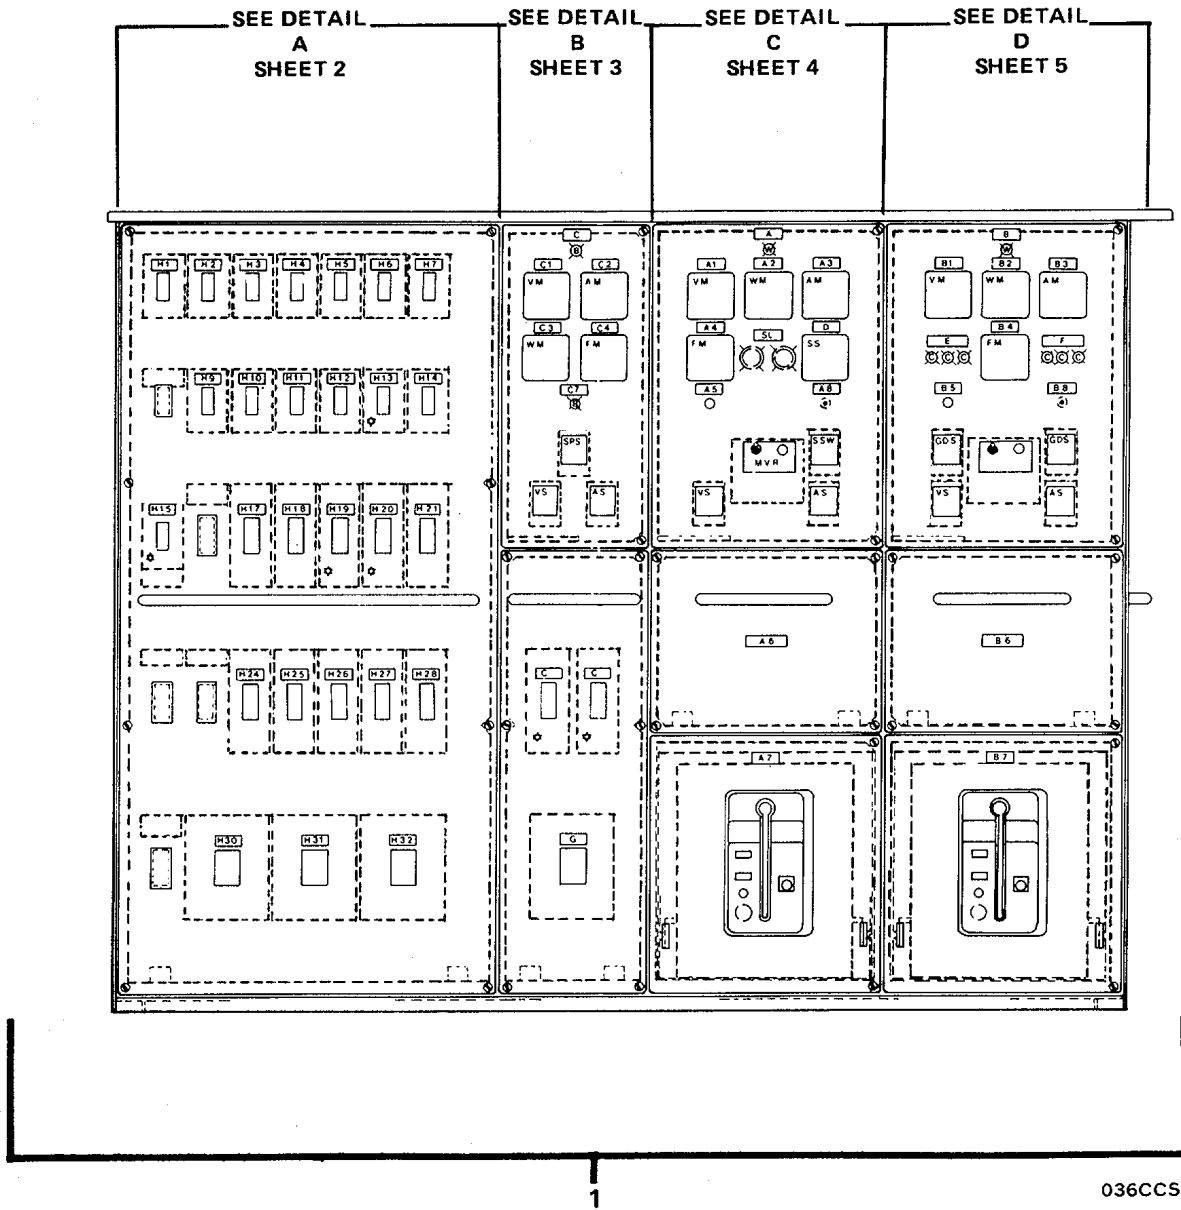 SEE DETAIL SEE DETAIL SEE DETAIL SEE DETAIL
A B C D
SHEET 2 SHEET 3 SHEET 4 SHEET 5
C A B
B W W
H1 H2 H3 H4 H5 H6 H7
C1 C2 A1 A2 A3 B1 B2 B3
VM AM VM WM AM VM WM AM
C3 C4 A4 SL D E B4 F
WM FM FM SS C C C FM C C C
H9 H10 H11 H12 H13 H14
C7 A5 A8 B5 B8
B
SPS MVR SSW GDS GDS
VS AS VS AS VS AS
H15 H17 H18 H19 H20 H21
A6 B6
H24 H25 H26 H27 H28
C C
A7 B7
H30 H31 H32
G
1
036CCS